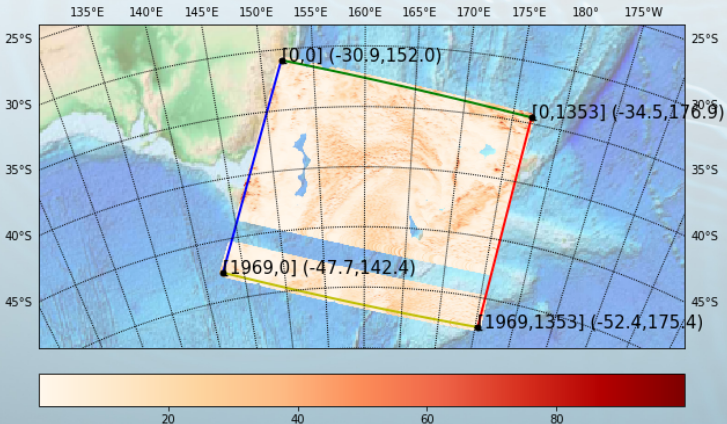 135°E 140°E 145°E 150°E 155°E 160°E 165°E 170°E 175°E 180° 175°W
25°S 25°S
[0,0] (-30.9,152.0)
30°S 30°S
[0,1353] (-34.5,176.9)
35°S 35°S
40°S 40°S
[1969,0] (-47.7,142.4)
45°S 45°S
[1969,1353] (-52.4,175.4)
20 40 60 80